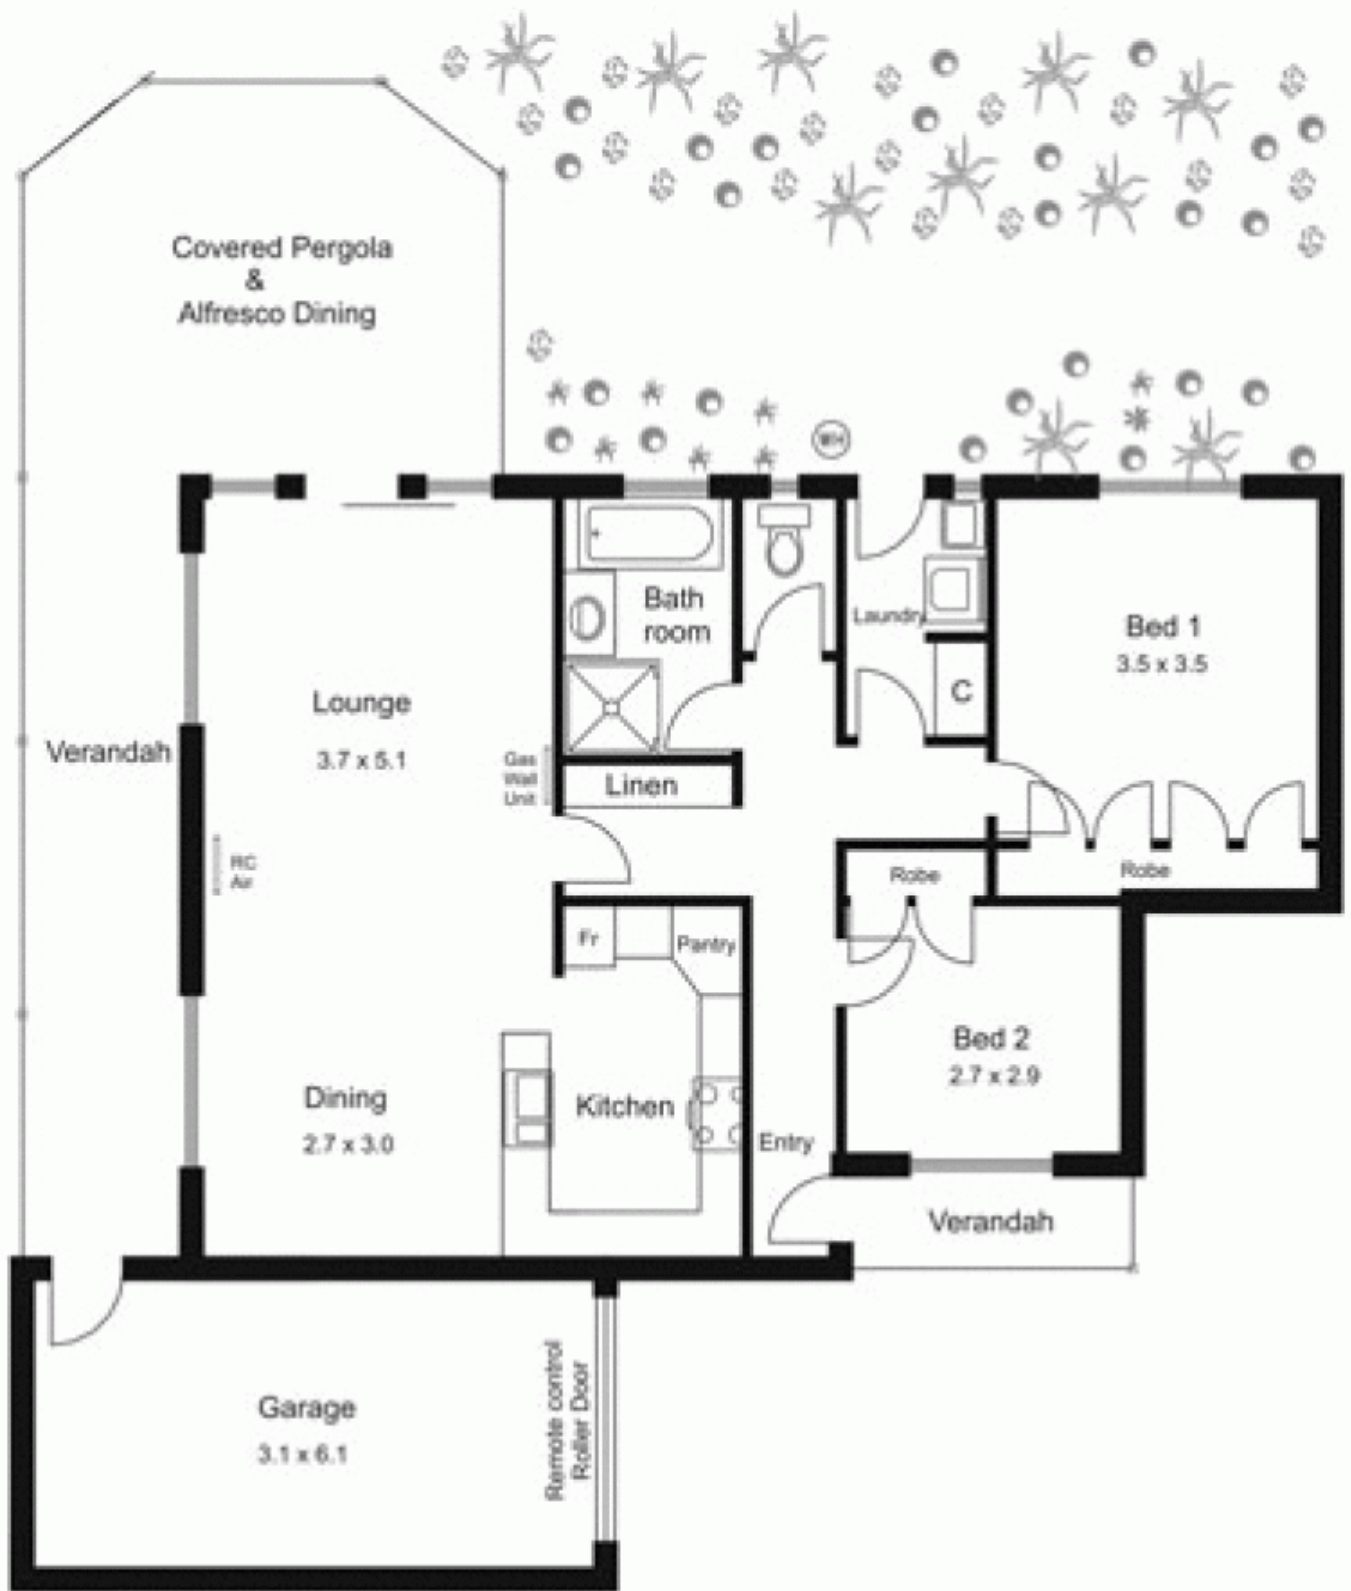 Covered Pergola
&
Alfresco Dining
WH
Bath
room
Laundry
Bed 1
3.5 x 3.5
C
Lounge
3.7 x 5.1
Verandah
Gas
Wall
Unit
Linen
RC
Air
Robe
Robe
Fr
Pantry
Bed 2
2.7 x 2.9
Dining
2.7 x 3.0
Kitchen
Entry
Verandah
Garage
3.1 x 6.1
Remote control
Roller Door